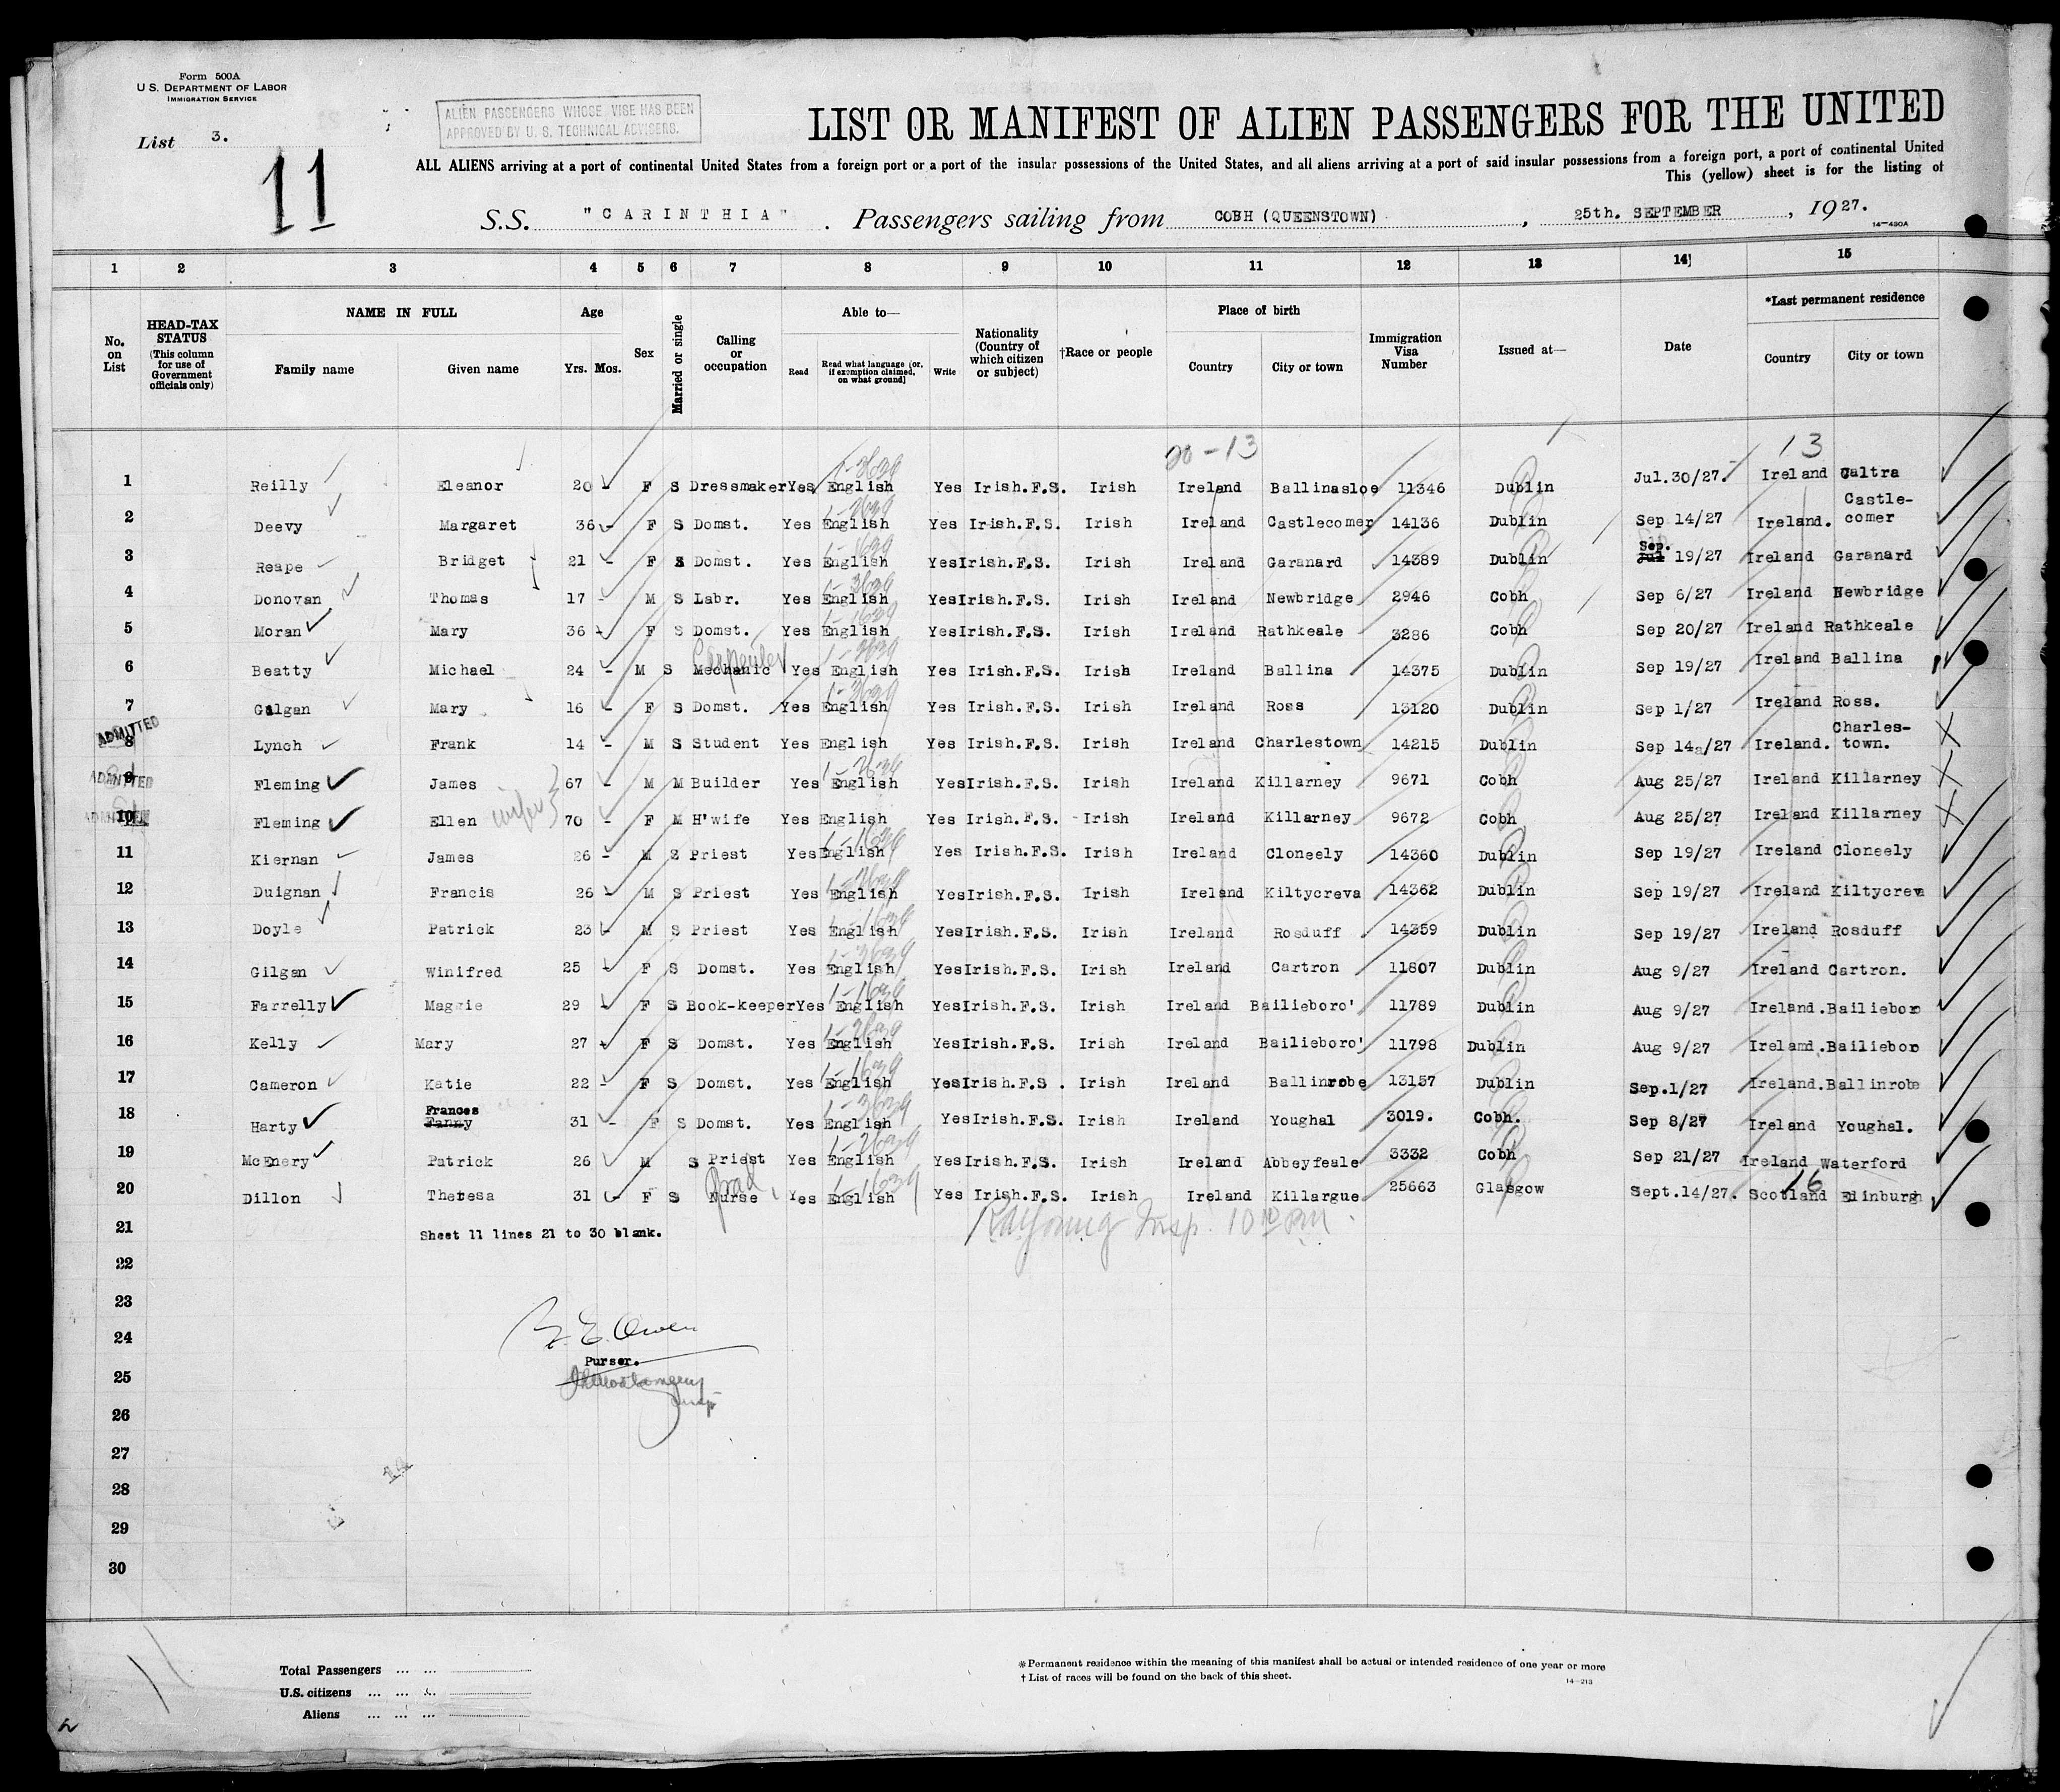 Form 500A
U.S. DEPARTMENT OF LABOR
IMMIGRATION SERVICE
List 3.
11
ALIEN PASSENGERS WHOSE VISE HAS BEEN
APPROVED BY U. S. TECHNICAL ADVISERS.
LIST OR MANIFEST OF ALIEN PASSENGERS FOR THE UNITED
ALL ALIENS arriving at a port of continental United States from a foreign port or a port of the insular possessions of the United States, and all aliens arriving at a port of said insular possessions from a foreign port, a port of continental United
This (yellow) sheet is for the listing of
S.S. "CARINTHIA". Passengers sailing from COBH (QUEENSTOWN), 25th. SEPTEMBER, 1927.
14—430A
1 2 3 4 5 6 7 8 9 10 11 12 13 14 15
No. on List
HEAD-TAX STATUS (This column for use of Government officials only)
NAME IN FULL Family name Given name
Age Yrs. Mos.
Sex
Married or single
Calling or occupation
Able to— Read Read what language (or, if exemption claimed, on what ground) Write
Nationality (Country of which citizen or subject)
†Race or people
Place of birth Country City or town
Immigration Visa Number
Issued at—
Date
*Last permanent residence Country City or town
20-13 13
1 Reilly Eleanor 20 - F S Dressmaker Yes English Yes Irish.F.S. Irish Ireland Ballinasloe 11346 Dublin Jul.30/27. Ireland Caltra
2 Deevy Margaret 36 - F S Domst. Yes English Yes Irish.F.S. Irish Ireland Castlecomer 14136 Dublin Sep 14/27 Ireland. Castle-comer
3 Reape Bridget 21 - F S Domst. Yes English Yes Irish.F.S. Irish Ireland Garanard 14389 Dublin Sep. Jul 19/27 Ireland Garanard
4 Donovan Thomas 17 - M S Labr. Yes English Yes Irish.F.S. Irish Ireland Newbridge 2946 Cobh Sep 6/27 Ireland Newbridge
5 Moran Mary 36 - F S Domst. Yes English Yes Irish.F.S. Irish Ireland Rathkeale 3286 Cobh Sep 20/27 Ireland Rathkeale
6 Beatty Michael 24 - M S Carpenter Mechanic Yes English Yes Irish.F.S. Irish Ireland Ballina 14375 Dublin Sep 19/27 Ireland Ballina
7 Gilgan Mary 16 - F S Domst. Yes English Yes Irish.F.S. Irish Ireland Ross 13120 Dublin Sep 1/27 Ireland Ross.
ADMITTED
8 Lynch Frank 14 - M S Student Yes English Yes Irish.F.S. Irish Ireland Charlestown 14215 Dublin Sep 14/27 Ireland. Charles-town.
ADMITTED
9 Fleming James 67 - M M Builder Yes English Yes Irish.F.S. Irish Ireland Killarney 9671 Cobh Aug 25/27 Ireland Killarney
ADMITTED
10 Fleming Ellen wife 70 - F M H'wife Yes English Yes Irish.F.S. Irish Ireland Killarney 9672 Cobh Aug 25/27 Ireland Killarney
11 Kiernan James 26 - M S Priest Yes English Yes Irish.F.S. Irish Ireland Cloneely 14360 Dublin Sep 19/27 Ireland Cloneely
12 Duignan Francis 26 - M S Priest Yes English Yes Irish.F.S. Irish Ireland Kiltycreva 14362 Dublin Sep 19/27 Ireland Kiltycreva
13 Doyle Patrick 23 - M S Priest Yes English Yes Irish.F.S. Irish Ireland Rosduff 14359 Dublin Sep 19/27 Ireland Rosduff
14 Gilgan Winifred 25 - F S Domst. Yes English Yes Irish.F.S. Irish Ireland Cartron 11807 Dublin Aug 9/27 Ireland Cartron.
15 Farrelly Maggie 29 - F S Book-keeper Yes English Yes Irish.F.S. Irish Ireland Bailieboro' 11789 Dublin Aug 9/27 Ireland. Bailiebor
16 Kelly Mary 27 - F S Domst. Yes English Yes Irish.F.S. Irish Ireland Bailieboro' 11798 Dublin Aug 9/27 Ireland. Bailiebor
17 Cameron Katie 22 - F S Domst. Yes English Yes Irish.F.S. Irish Ireland Ballinrobe 13157 Dublin Sep.1/27 Ireland. Ballinrobe
18 Harty Frances Fanny 31 - F S Domst. Yes English Yes Irish.F.S. Irish Ireland Youghal 3019. Cobh. Sep 8/27 Ireland Youghal.
19 McEnery Patrick 26 M S Priest Yes English Yes Irish.F.S. Irish Ireland Abbeyfeale 3332 Cobh Sep 21/27 Ireland Waterford
20 Dillon Theresa 31 - F S Grad. Nurse Yes English Yes Irish.F.S. Irish Ireland Killargue 25663 Glasgow Sept.14/27. Scotland Edinburgh 16
21 Sheet 11 lines 21 to 30 blank.
Insp. 10 PM
22
23
24 Owen
Purser.
25
Insp
26
27
28
29
30
Total Passengers ... ...
U.S. citizens ... ... ...
Aliens ... ... ...
*Permanent residence within the meaning of this manifest shall be actual or intended residence of one year or more
† List of races will be found on the back of this sheet.
14—213